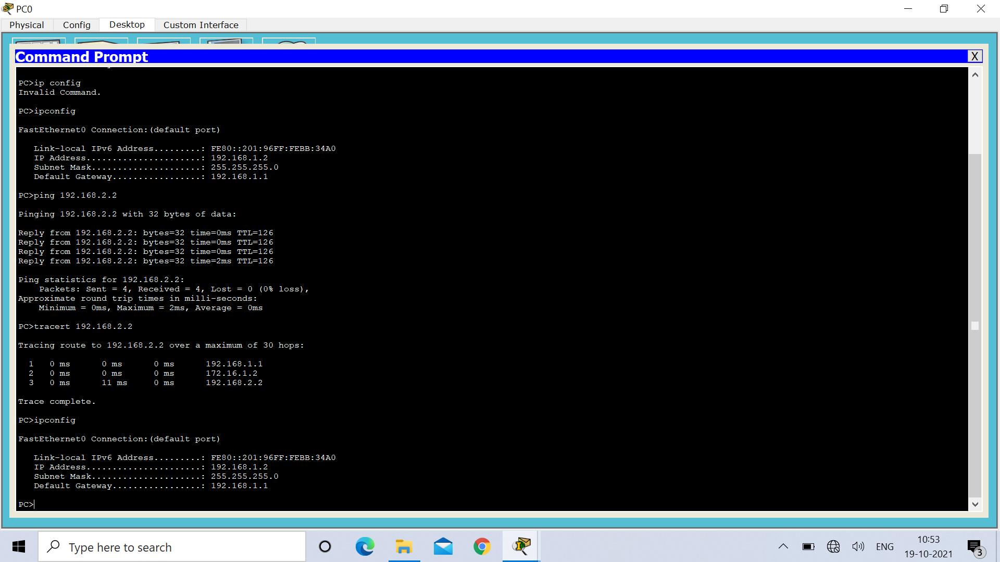 PC0
Physical
Config
Desktop
Custom Interface
Command Prompt
X
PC>ip config
Invalid Command.
PC>ipconfig
FastEthernet0 Connection:(default port)
Link-local IPv6 Address.........: FE80::201:96FF:FEBB:34A0
IP Address......................: 192.168.1.2
Subnet Mask.....................: 255.255.255.0
Default Gateway.................: 192.168.1.1
PC>ping 192.168.2.2
Pinging 192.168.2.2 with 32 bytes of data:
Reply from 192.168.2.2: bytes=32 time=0ms TTL=126
Reply from 192.168.2.2: bytes=32 time=0ms TTL=126
Reply from 192.168.2.2: bytes=32 time=0ms TTL=126
Reply from 192.168.2.2: bytes=32 time=2ms TTL=126
Ping statistics for 192.168.2.2:
Packets: Sent = 4, Received = 4, Lost = 0 (0% loss),
Approximate round trip times in milli-seconds:
Minimum = 0ms, Maximum = 2ms, Average = 0ms
PC>tracert 192.168.2.2
Tracing route to 192.168.2.2 over a maximum of 30 hops:
1 0 ms 0 ms 0 ms 192.168.1.1
2 0 ms 0 ms 0 ms 172.16.1.2
3 0 ms 11 ms 0 ms 192.168.2.2
Trace complete.
PC>ipconfig
FastEthernet0 Connection:(default port)
Link-local IPv6 Address.........: FE80::201:96FF:FEBB:34A0
IP Address......................: 192.168.1.2
Subnet Mask.....................: 255.255.255.0
Default Gateway.................: 192.168.1.1
PC>
Type here to search
ENG
10:53
19-10-2021
3